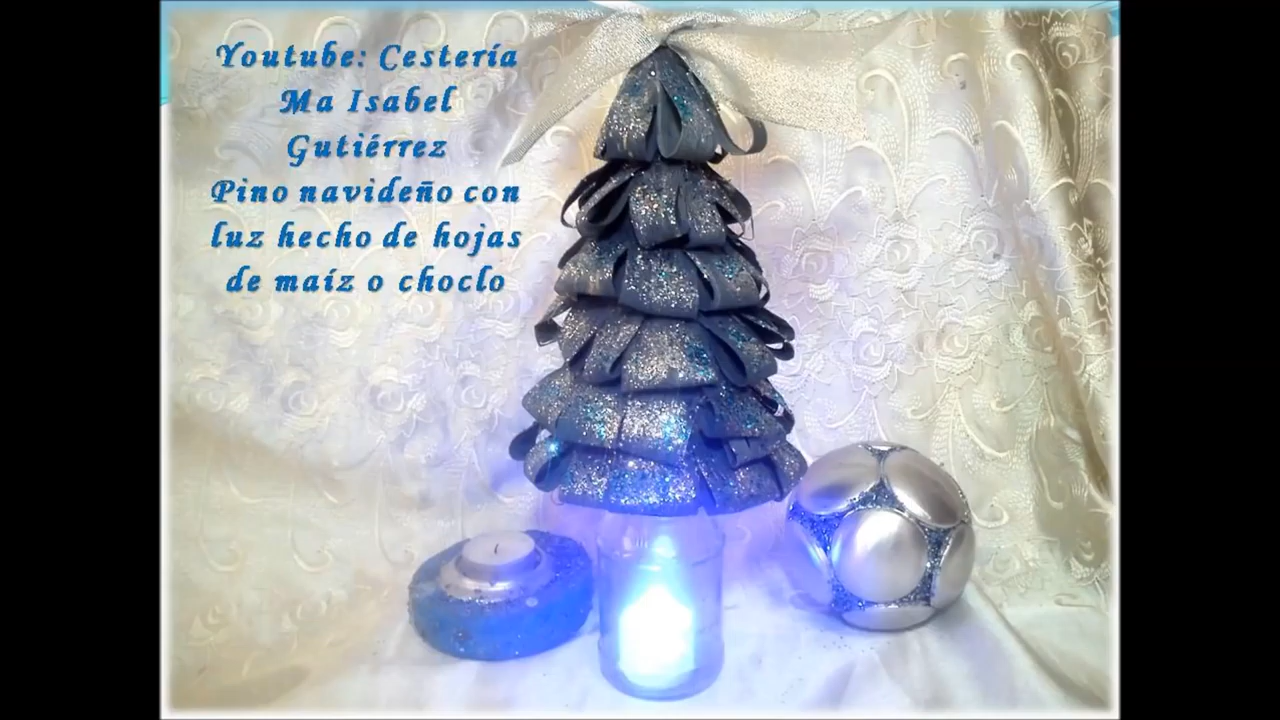 Youtube: Cestería
Ma Isabel
Gutiérrez
Pino navideño con
luz hecho de hojas
de maíz o choclo